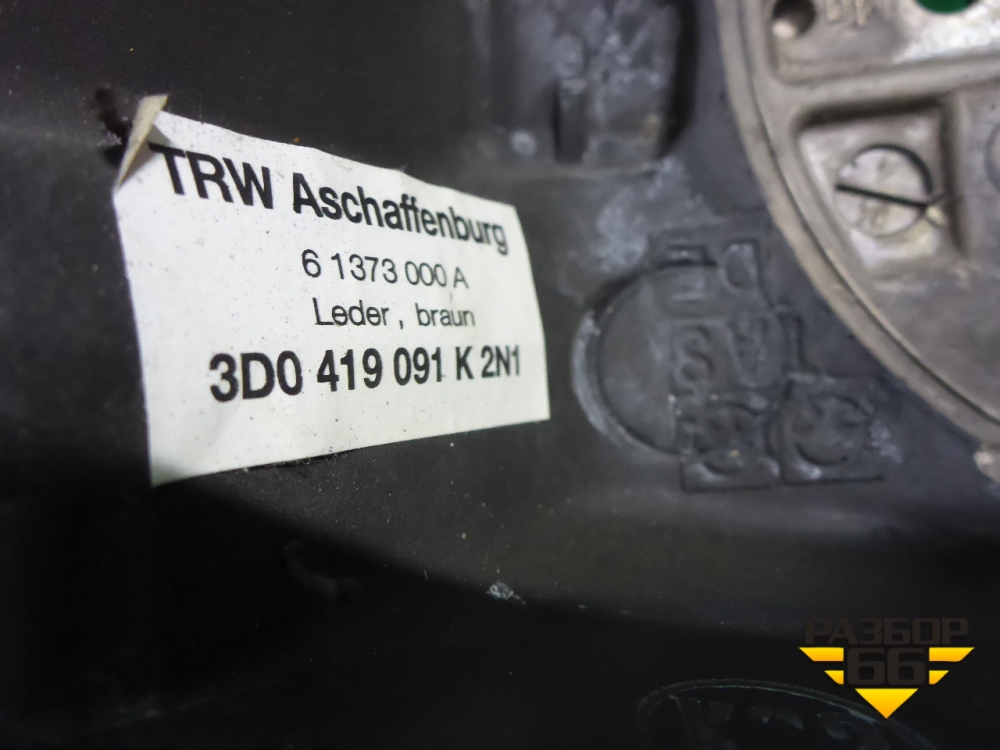 TRW Aschaffenburg
6 1373 000 A
Leder, braun
3D0 419 091 K 2N1
РАЗБОР
66